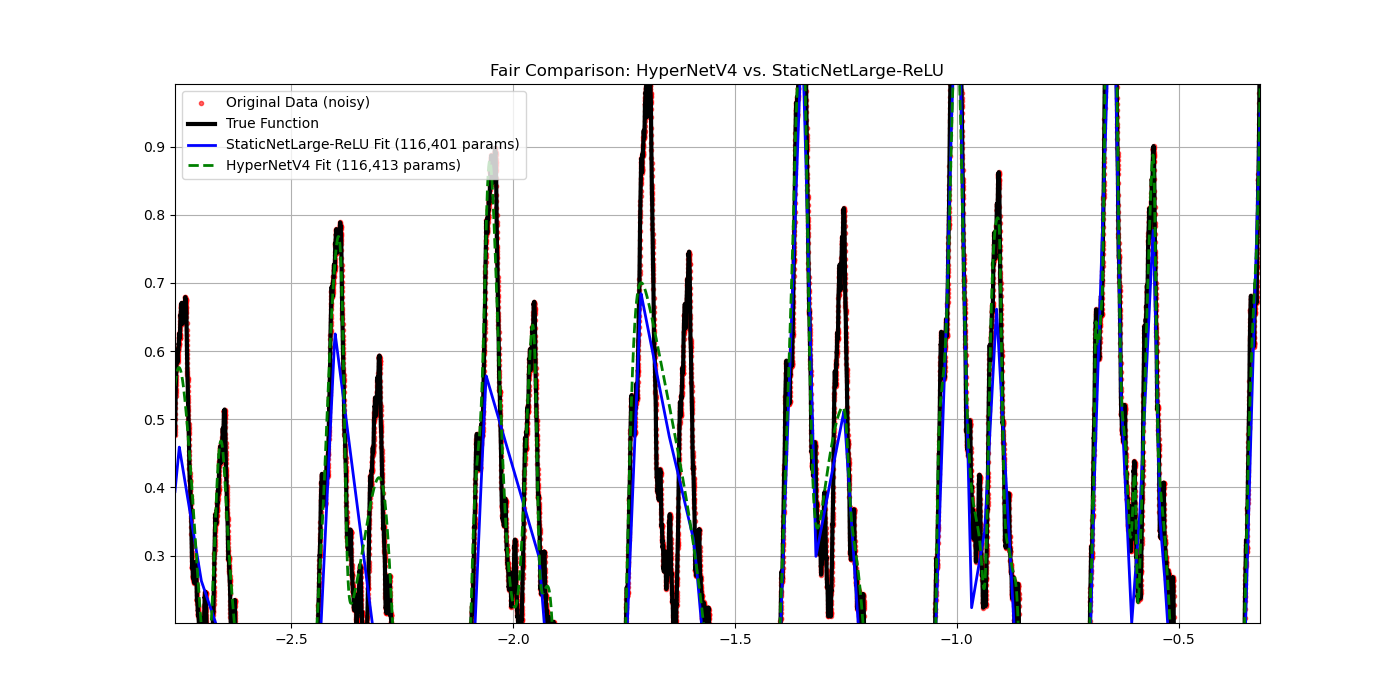 Fair Comparison: HyperNetV4 vs. StaticNetLarge-ReLU
Original Data (noisy)
True Function
StaticNetLarge-ReLU Fit (116,401 params)
HyperNetV4 Fit (116,413 params)
0.9
0.8
0.7
0.6
0.5
0.4
0.3
−2.5
−2.0
−1.5
−1.0
−0.5